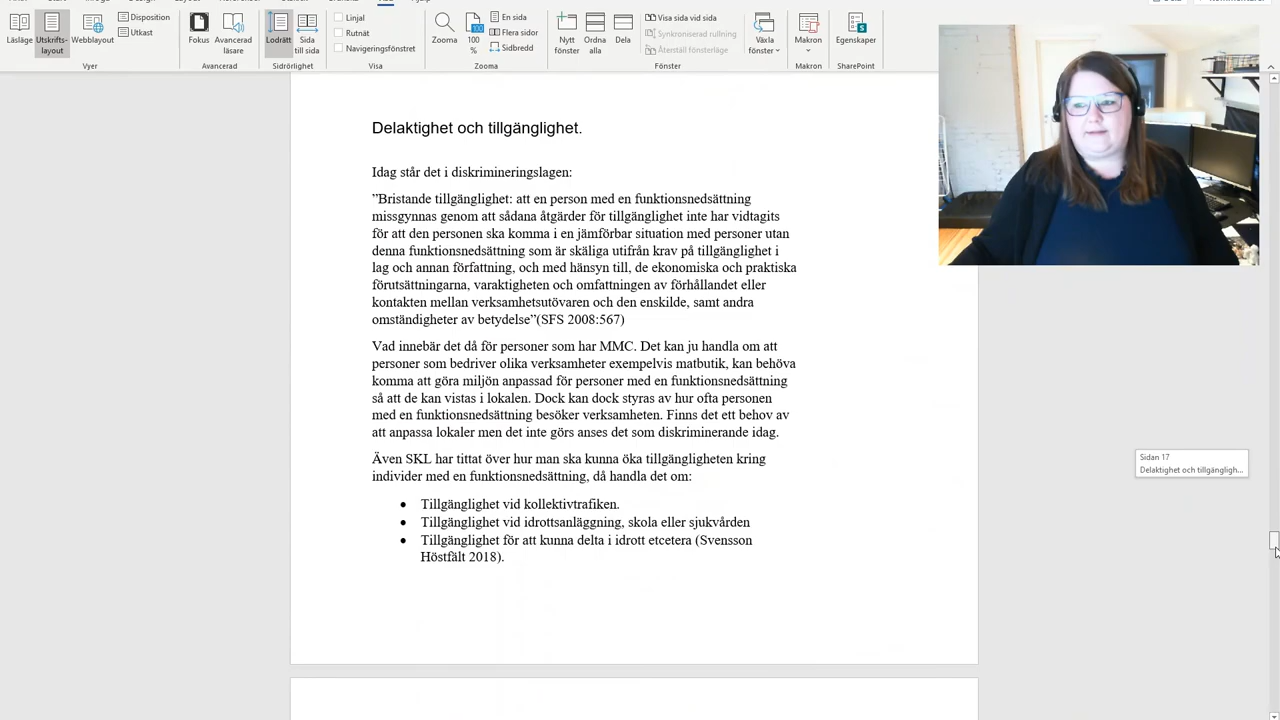 Disposition
Utkast
Läsläge
Utskrifts-
layout
Webblayout
Vyer
Fokus
Avancerad
läsare
Avancerad
Lodrätt
Sida
till sida
Sidrörlighet
Linjal
Rutnät
Navigeringsfönstret
Visa
Zooma
100
%
En sida
Flera sidor
Sidbredd
Zooma
Nytt
fönster
Ordna
alla
Dela
Visa sida vid sida
Synkroniserad rullning
Återställ fönsterläge
Växla
fönster
Fönster
Makron
Makron
Egenskaper
SharePoint
Delaktighet och tillgänglighet.
Idag står det i diskrimineringslagen:
”Bristande tillgänglighet: att en person med en funktionsnedsättning
missgynnas genom att sådana åtgärder för tillgänglighet inte har vidtagits
för att den personen ska komma i en jämförbar situation med personer utan
denna funktionsnedsättning som är skäliga utifrån krav på tillgänglighet i
lag och annan författning, och med hänsyn till, de ekonomiska och praktiska
förutsättningarna, varaktigheten och omfattningen av förhållandet eller
kontakten mellan verksamhetsutövaren och den enskilde, samt andra
omständigheter av betydelse”(SFS 2008:567)
Vad innebär det då för personer som har MMC. Det kan ju handla om att
personer som bedriver olika verksamheter exempelvis matbutik, kan behöva
komma att göra miljön anpassad för personer med en funktionsnedsättning
så att de kan vistas i lokalen. Dock kan dock styras av hur ofta personen
med en funktionsnedsättning besöker verksamheten. Finns det ett behov av
att anpassa lokaler men det inte görs anses det som diskriminerande idag.
Även SKL har tittat över hur man ska kunna öka tillgängligheten kring
individer med en funktionsnedsättning, då handla det om:
• Tillgänglighet vid kollektivtrafiken.
• Tillgänglighet vid idrottsanläggning, skola eller sjukvården
• Tillgänglighet för att kunna delta i idrott etcetera (Svensson
Höstfält 2018).
Sidan 17
Delaktighet och tillgängligh...